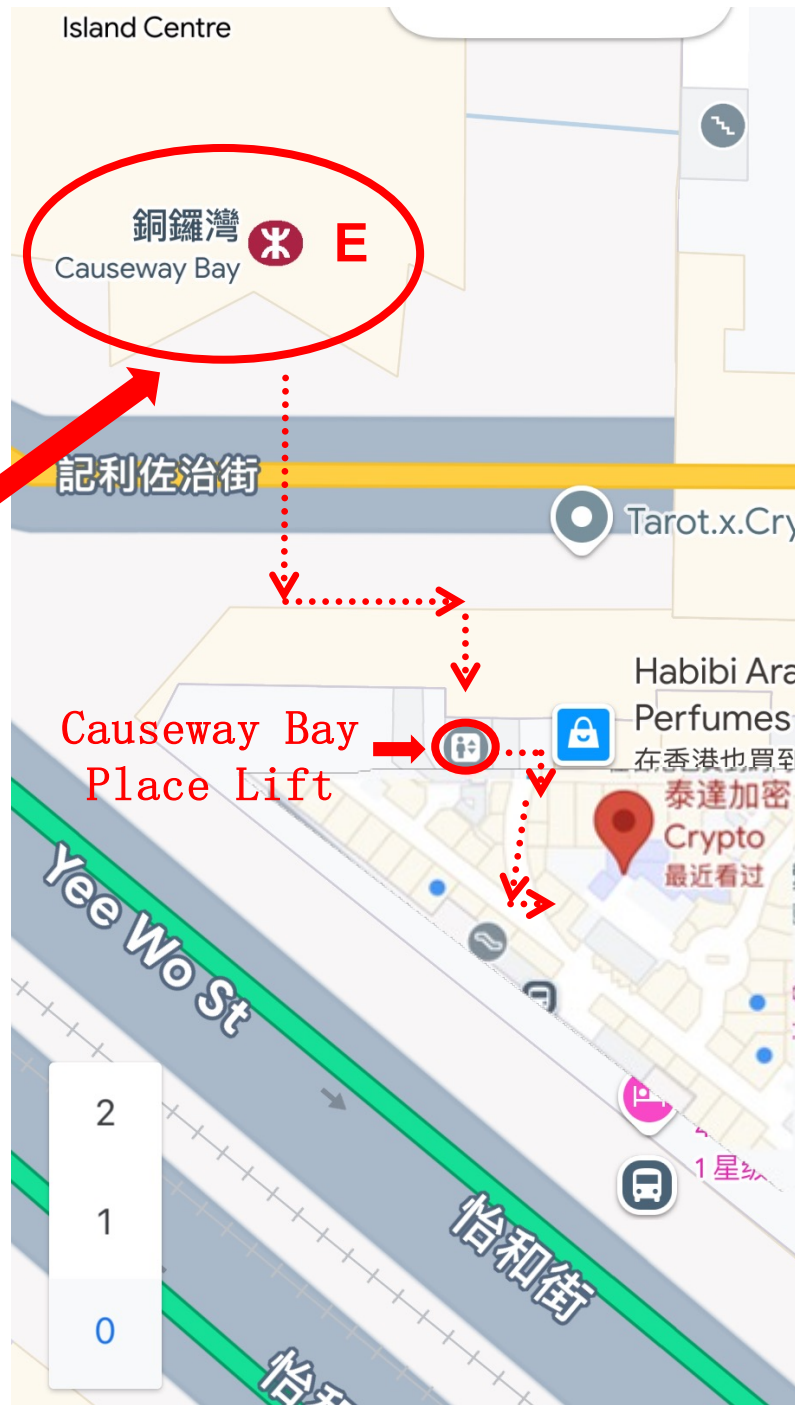 Island Centre
銅鑼灣
E
Causeway Bay
記利佐治街
Tarot.x.Cry
Habibi Ara
Perfumes
在香港也買到
Causeway Bay
Place Lift
泰達加密
Crypto
最近看过
Yee Wo St
2
1
1 星级
0
怡和街
怡和